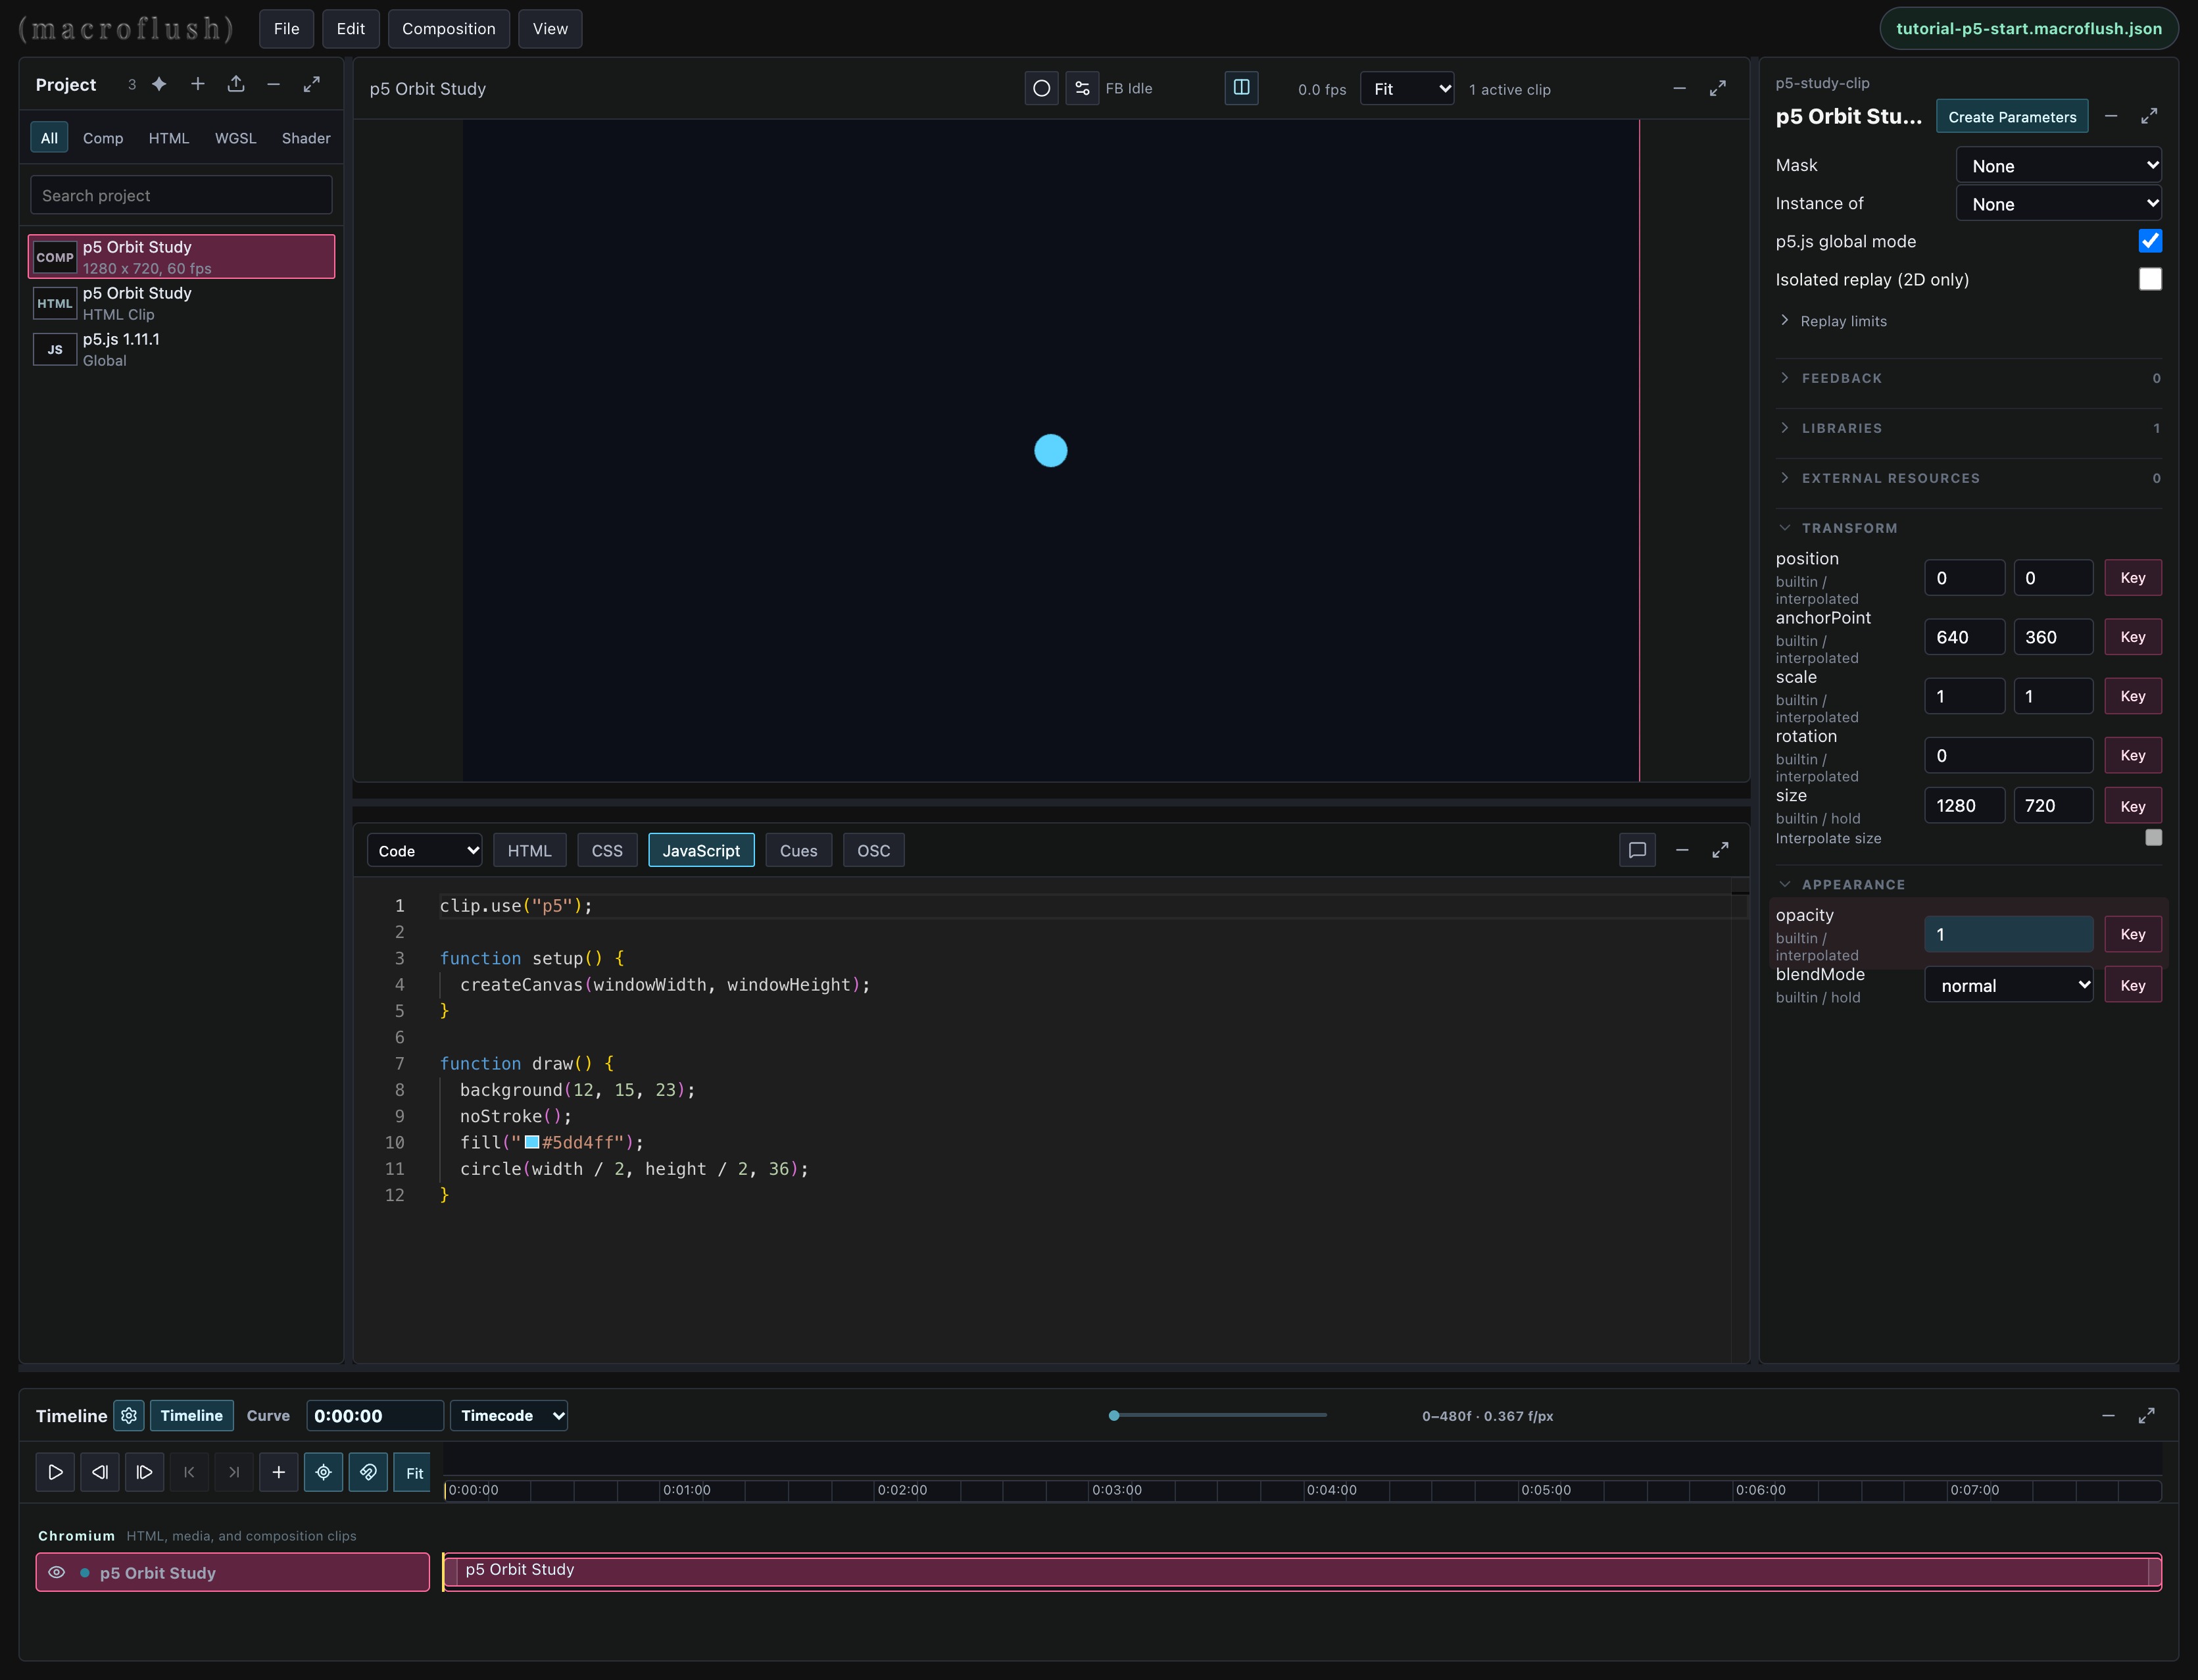 (macroflush)
File Edit Composition View
tutorial-p5-start.macroflush.json
Project 3
All Comp HTML WGSL Shader
Search project
COMP p5 Orbit Study
1280 x 720, 60 fps
HTML p5 Orbit Study
HTML Clip
JS p5.js 1.11.1
Global
p5 Orbit Study FB Idle 0.0 fps Fit 1 active clip
Code HTML CSS JavaScript Cues OSC
1 clip.use("p5");
2
3 function setup() {
4 createCanvas(windowWidth, windowHeight);
5 }
6
7 function draw() {
8 background(12, 15, 23);
9 noStroke();
10 fill("#5dd4ff");
11 circle(width / 2, height / 2, 36);
12 }
p5-study-clip
p5 Orbit Stu... Create Parameters
Mask None
Instance of None
p5.js global mode
Isolated replay (2D only)
Replay limits
FEEDBACK 0
LIBRARIES 1
EXTERNAL RESOURCES 0
TRANSFORM
position
builtin /
interpolated
0 0 Key
anchorPoint
builtin /
interpolated
640 360 Key
scale
builtin /
interpolated
1 1 Key
rotation
builtin /
interpolated
0 Key
size
builtin / hold
1280 720 Key
Interpolate size
APPEARANCE
opacity
builtin /
interpolated
1 Key
blendMode
builtin / hold
normal Key
Timeline Timeline Curve 0:00:00 Timecode 0–480f · 0.367 f/px
Fit
0:00:00 0:01:00 0:02:00 0:03:00 0:04:00 0:05:00 0:06:00 0:07:00
Chromium HTML, media, and composition clips
p5 Orbit Study p5 Orbit Study